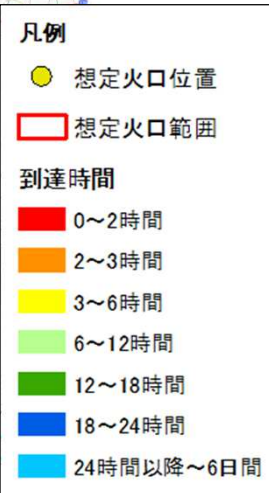 凡例
想定火口位置
想定火口範囲
到達時間
0～2時間
2～3時間
3～6時間
6～12時間
12～18時間
18～24時間
24時間以降～6日間